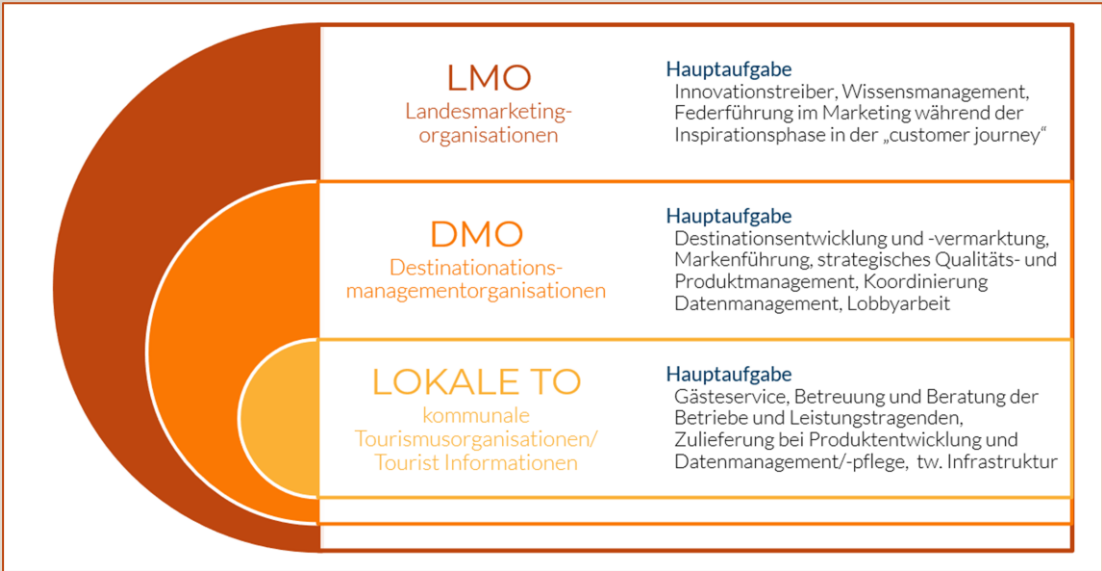 LMO
Landesmarketing-
organisationen
Hauptaufgabe
Innovationstreiber, Wissensmanagement,
Federführung im Marketing während der
Inspirationsphase in der „customer journey“
DMO
Destinationations-
managementorganisationen
Hauptaufgabe
Destinationsentwicklung und -vermarktung,
Markenführung, strategisches Qualitäts- und
Produktmanagement, Koordinierung
Datenmanagement, Lobbyarbeit
LOKALE TO
kommunale
Tourismusorganisationen/
Tourist Informationen
Hauptaufgabe
Gästeservice, Betreuung und Beratung der
Betriebe und Leistungstragenden,
Zulieferung bei Produktentwicklung und
Datenmanagement/-pflege, tw. Infrastruktur